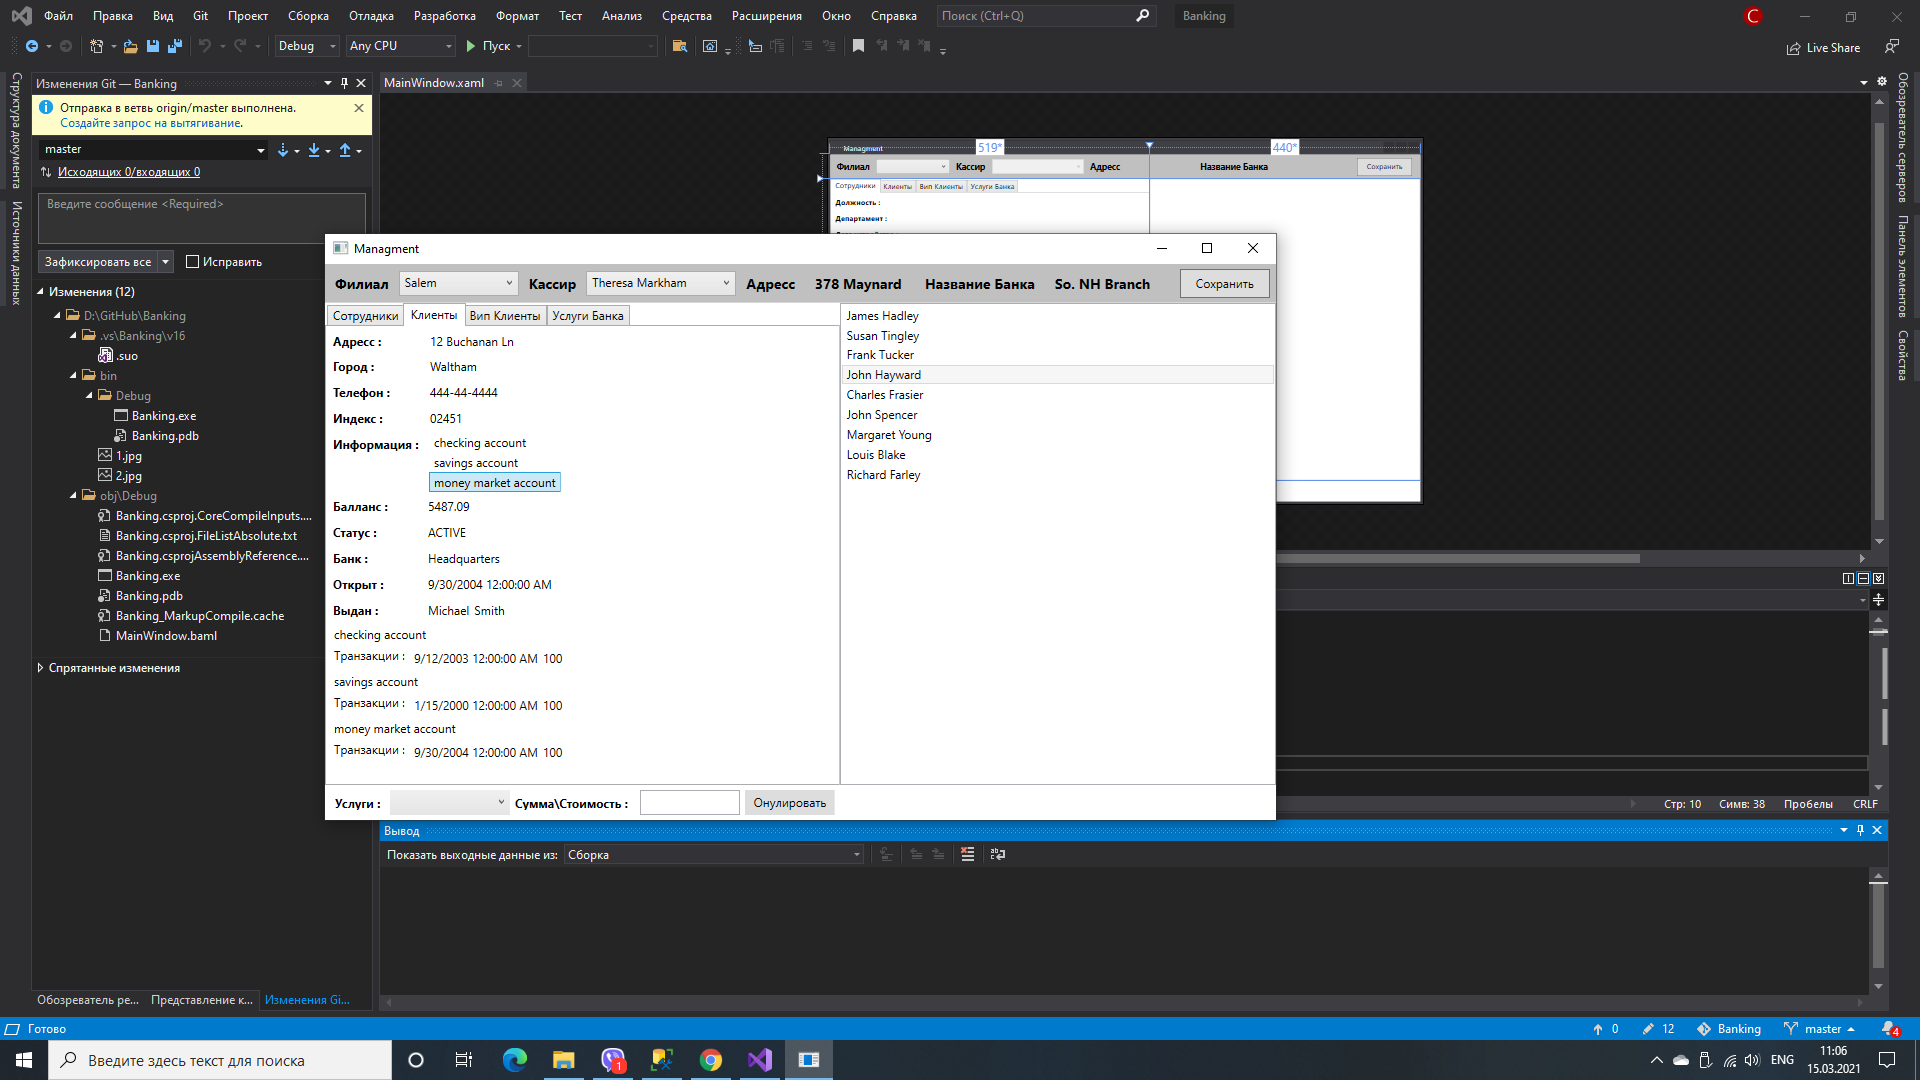 Файл Правка Вид Git Проект Сборка Отладка Разработка Формат Тест Анализ Средства Расширения Окно Справка Поиск (Ctrl+Q) Banking C
Debug Any CPU Пуск Live Share
Структура документа
Источники данных
Изменения Git — Banking
Отправка в ветвь origin/master выполнена.
Создайте запрос на вытягивание.
master
Исходящих 0/входящих 0
Введите сообщение <Required>
Зафиксировать все Исправить
Изменения (12)
D:\GitHub\Banking
.vs\Banking\v16
.suo
bin
Debug
Banking.exe
Banking.pdb
1.jpg
2.jpg
obj\Debug
Banking.csproj.CoreCompileInputs....
Banking.csproj.FileListAbsolute.txt
Banking.csprojAssemblyReference....
Banking.exe
Banking.pdb
Banking_MarkupCompile.cache
MainWindow.baml
Спрятанные изменения
Обозреватель ре... Представление к... Изменения Gi...
MainWindow.xaml
519* 440*
Managment
Филиал Кассир Адресс Название Банка Сохранить
Сотрудники Клиенты Вип Клиенты Услуги Банка
Должность :
Департамент :
Managment
Филиал Salem Кассир Theresa Markham Адресс 378 Maynard Название Банка So. NH Branch Сохранить
Сотрудники Клиенты Вип Клиенты Услуги Банка
Адресс : 12 Buchanan Ln
Город : Waltham
Телефон : 444-44-4444
Индекс : 02451
Информация : checking account
savings account
money market account
Балланс : 5487.09
Статус : ACTIVE
Банк : Headquarters
Открыт : 9/30/2004 12:00:00 AM
Выдан : Michael Smith
checking account
Транзакции : 9/12/2003 12:00:00 AM 100
savings account
Транзакции : 1/15/2000 12:00:00 AM 100
money market account
Транзакции : 9/30/2004 12:00:00 AM 100
James Hadley
Susan Tingley
Frank Tucker
John Hayward
Charles Frasier
John Spencer
Margaret Young
Louis Blake
Richard Farley
Услуги : Сумма\Стоимость : Онулировать
Стр: 10 Симв: 38 Пробелы CRLF
Вывод
Показать выходные данные из: Сборка
Обозреватель серверов
Панель элементов
Свойства
Готово 0 12 Banking master 4
Введите здесь текст для поиска 1 ENG 11:06
15.03.2021